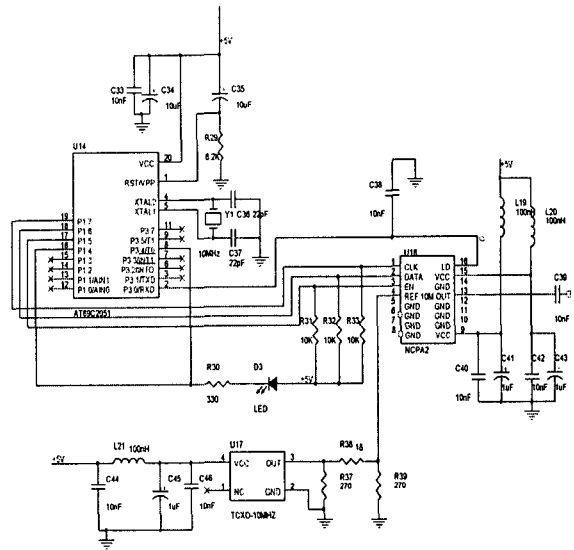 +5V
C33
10nF
C34
10uF
C35
10uF
U14
R29
8.2K
VCC 20
RST/VPP 1
XTAL2 4
XTAL1 5
Y1
10MHz
C36 22pF
C37
22pF
19 P1.7
18 P1.6
17 P1.5
16 P1.4
15 P1.3
14 P1.2
13 P1.1/AIN1
12 P1.0/AIN0
P3.7 11
P3.5/T1 9
P3.4/T0 8
P3.3/INT1 7
P3.2/INT0 6
P3.1/TXD 3
P3.0/RXD 2
AT89C2051
C38
10nF
+5V
L19
100nH
L20
100nH
U16
1 CLK
2 DATA
3 EN
4 REF
5 GND
6 GND
7 GND
8 GND
LD 16
VCC 15
GND 14
10M OUT 13
GND 12
GND 11
GND 10
VCC 9
NCPA2
C39
10nF
R31
10K
R32
10K
R33
10K
C40
10nF
C41
1uF
C42
10nF
C43
1uF
R30
330
D3
LED
+5V
+5V
L21
100nH
C44
10nF
C45
1uF
C46
10nF
U17
4 VCC
1 NC
OUT 3
GND 2
TCXO-10MHZ
R38
18
R37
270
R39
270